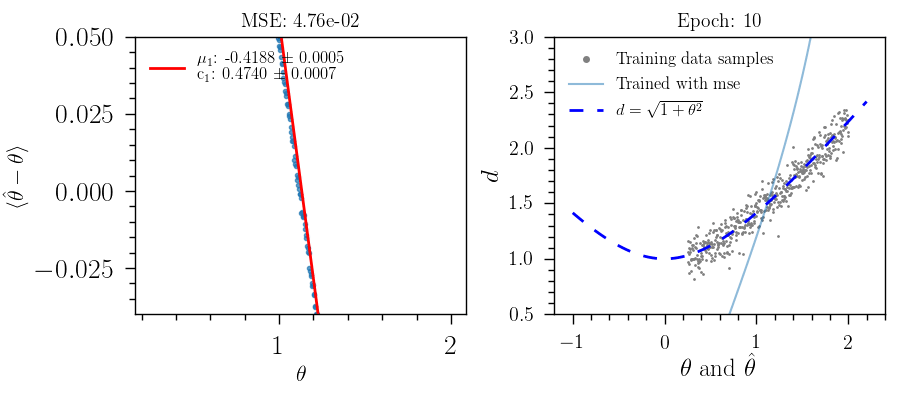 MSE: 4.76e-02
μ₁: -0.4188 ± 0.0005
c₁: 0.4740 ± 0.0007
0.050
0.025
0.000
−0.025
⟨θ̂ − θ⟩
1
2
θ
Epoch: 10
Training data samples
Trained with mse
d = √(1 + θ²)
3.0
2.5
2.0
1.5
1.0
0.5
d
−1
0
1
2
θ and θ̂